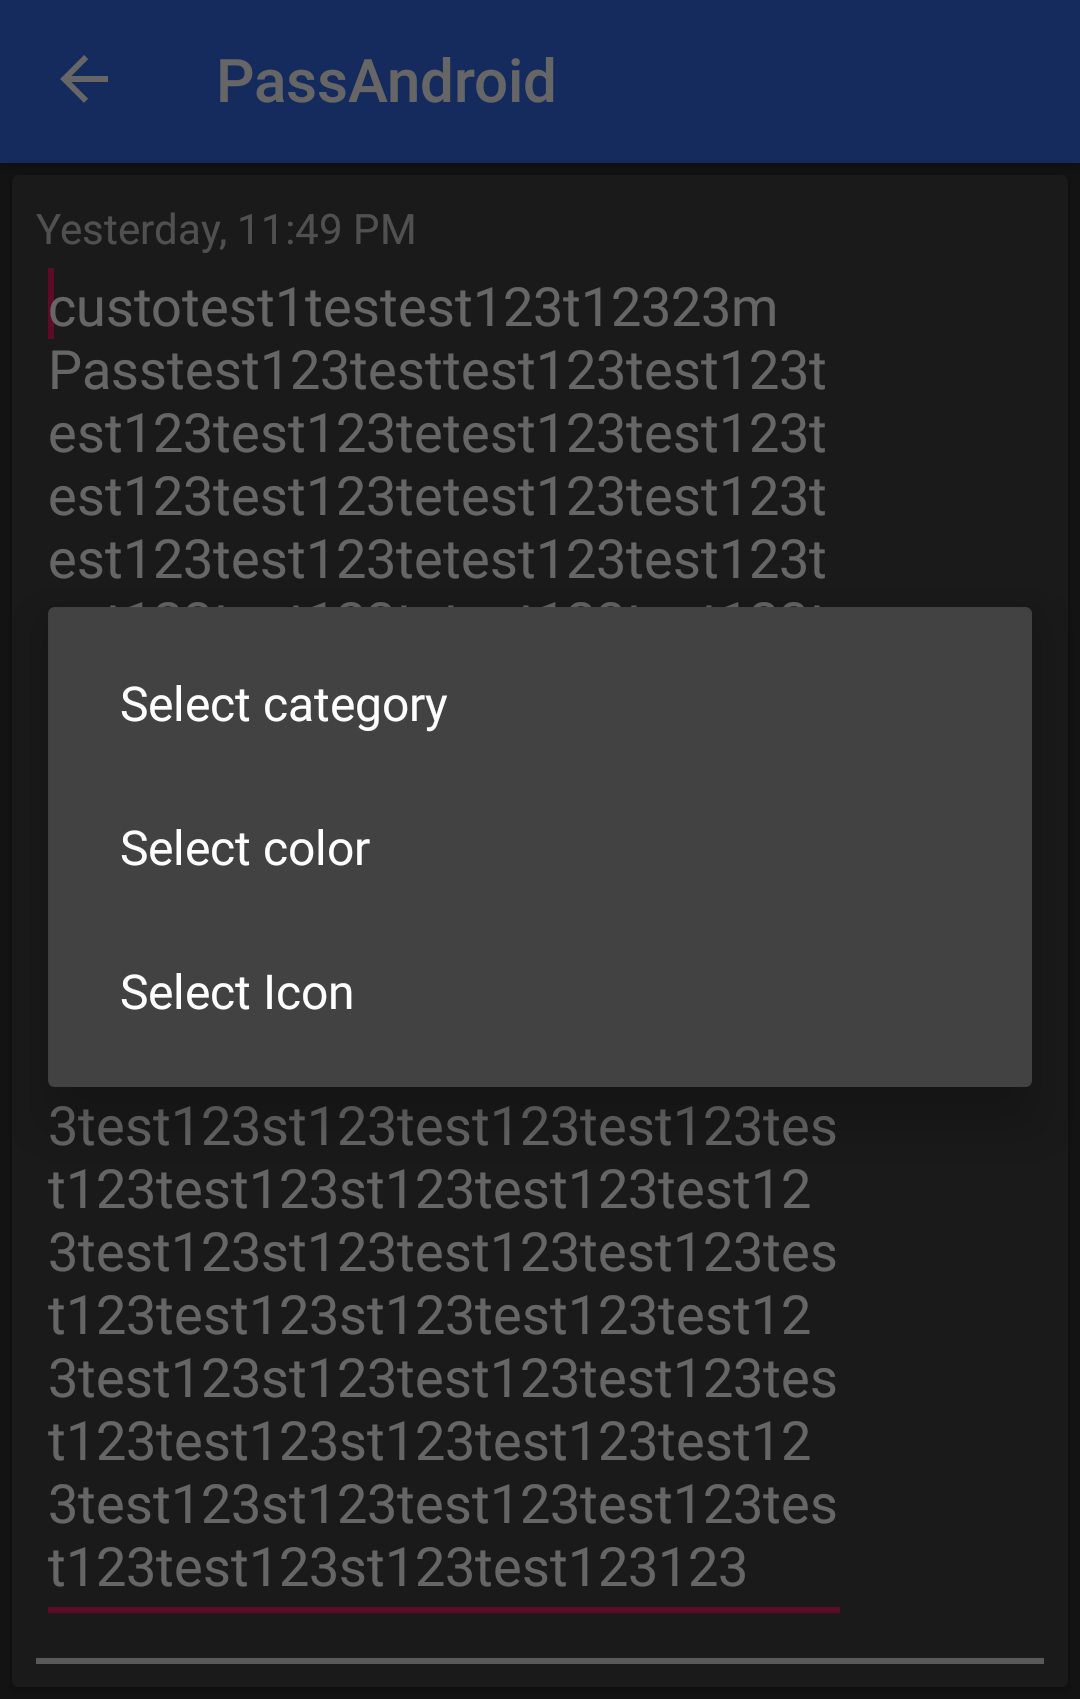 PassAndroid
Yesterday, 11:49 PM
custotest1testest123t12323m
Passtest123testtest123test123t
est123test123tetest123test123t
est123test123tetest123test123t
est123test123tetest123test123t
Select category
Select color
Select Icon
3test123st123test123test123tes
t123test123st123test123test12
3test123st123test123test123tes
t123test123st123test123test12
3test123st123test123test123tes
t123test123st123test123test12
3test123st123test123test123tes
t123test123st123test123123